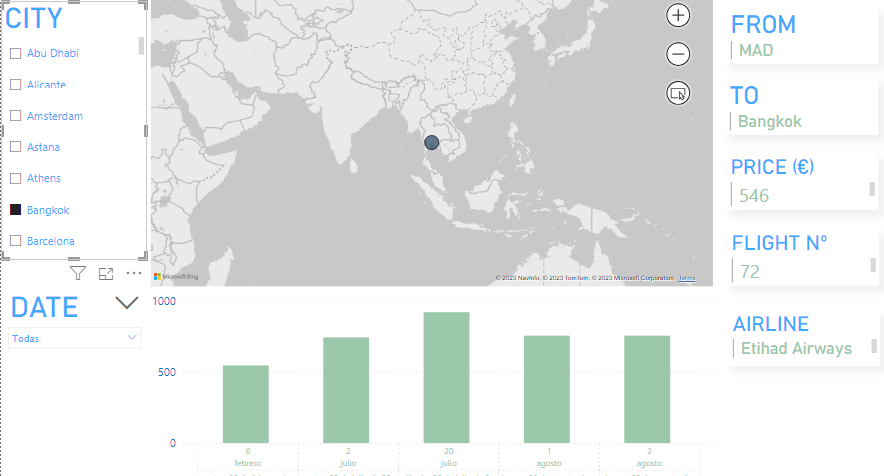 CITY
Abu Dhabi
Alicante
Amsterdam
Astana
Athens
Bangkok
Barcelona
DATE
Todas
Microsoft Bing
© 2023 NavInfo, © 2023 TomTom, © 2023 Microsoft Corporation Terms
1000
500
0
6 2 20 1 2
febrero julio julio agosto agosto
FROM
MAD
TO
Bangkok
PRICE (€)
546
FLIGHT Nº
72
AIRLINE
Etihad Airways